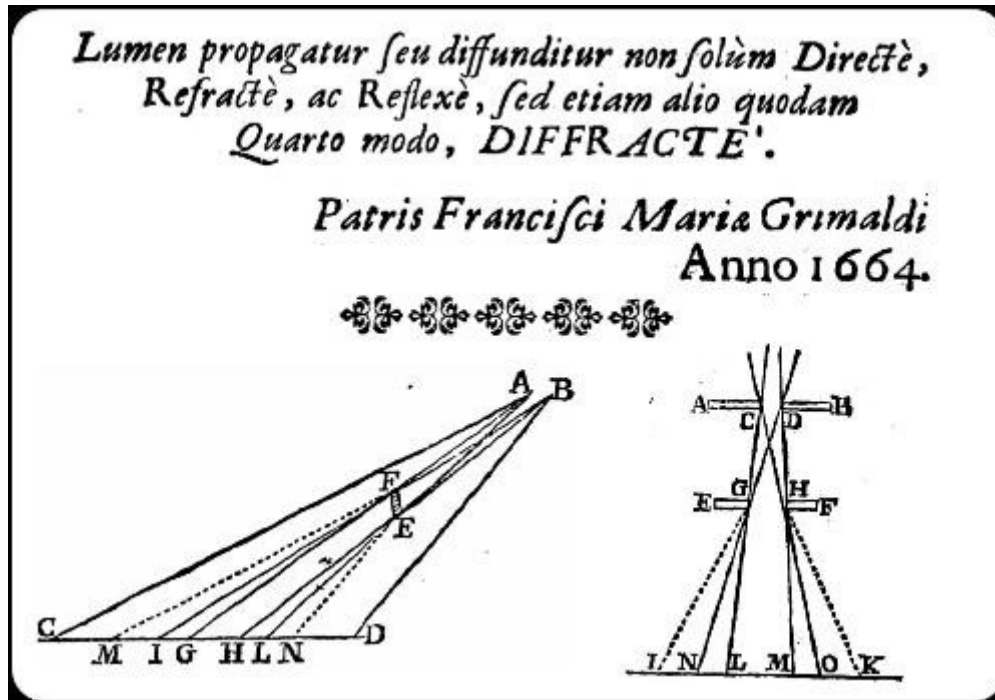 Lumen propagatur ſeu diffunditur non ſolùm Directè,
Refractè, ac Reflexè, ſed etiam alio quodam
Quarto modo, DIFFRACTE'.
Patris Franciſci Mariæ Grimaldi
Anno 1664.
A B
F
E
C D
M I G H L N
A B
C D
G H
E F
I N L M O K